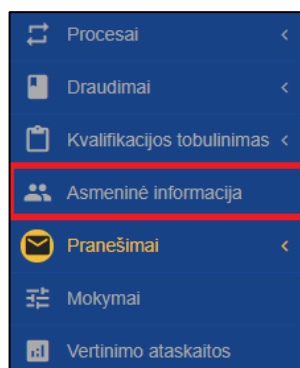 Procesai
Draudimai
Kvalifikacijos tobulinimas
Asmeninė informacija
Pranešimai
Mokymai
Vertinimo ataskaitos